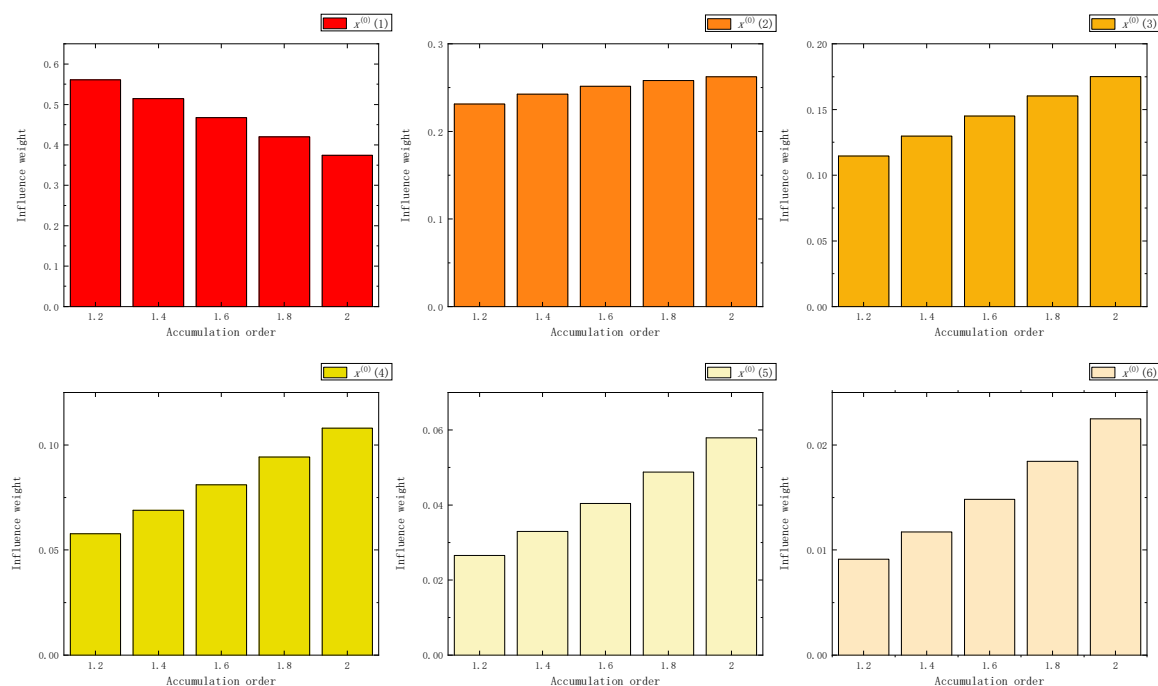 x⁽⁰⁾(1)
0.6
0.5
0.4
0.3
0.2
0.1
0.0
Influence weight
1.2 1.4 1.6 1.8 2
Accumulation order
x⁽⁰⁾(2)
0.3
0.2
0.1
0.0
Influence weight
1.2 1.4 1.6 1.8 2
Accumulation order
x⁽⁰⁾(3)
0.20
0.15
0.10
0.05
0.00
Influence weight
1.2 1.4 1.6 1.8 2
Accumulation order
x⁽⁰⁾(4)
0.10
0.05
0.00
Influence weight
1.2 1.4 1.6 1.8 2
Accumulation order
x⁽⁰⁾(5)
0.06
0.04
0.02
0.00
Influence weight
1.2 1.4 1.6 1.8 2
Accumulation order
x⁽⁰⁾(6)
0.02
0.01
0.00
Influence weight
1.2 1.4 1.6 1.8 2
Accumulation order